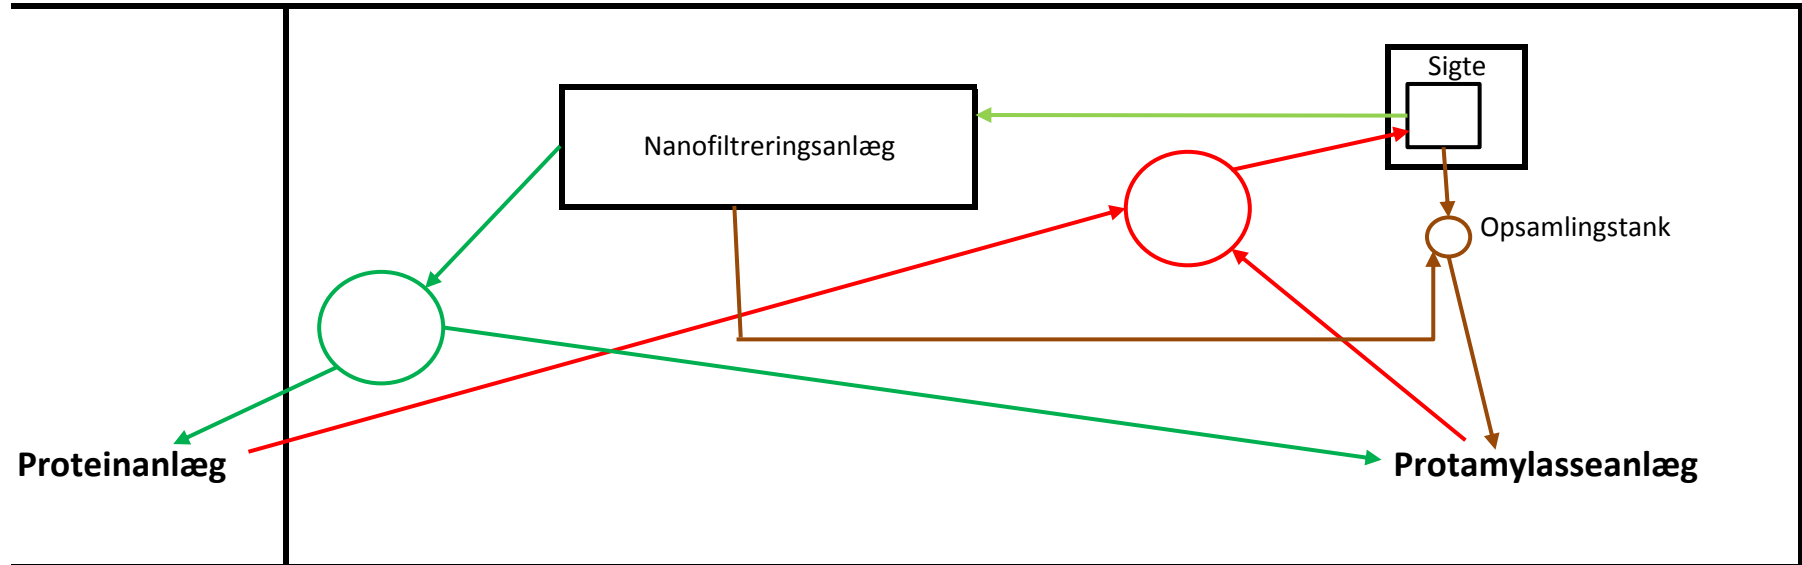 Sigte
Nanofiltreringsanlæg
Opsamlingstank
Proteinanlæg
Protamylasseanlæg